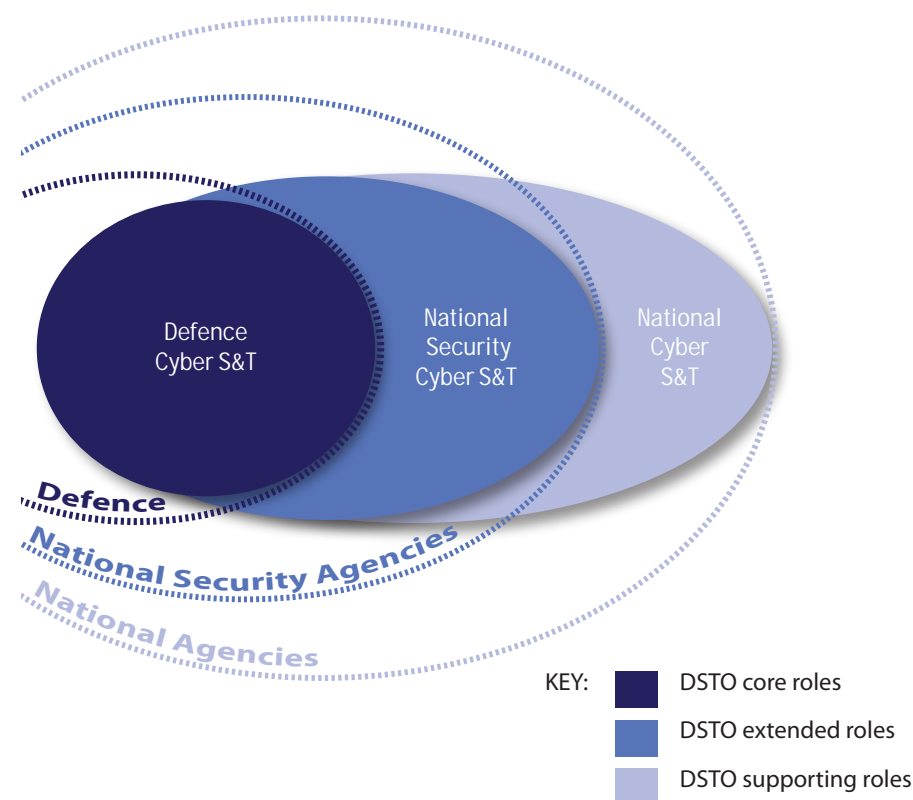 Defence
Cyber S&T
National
Security
Cyber S&T
National
Cyber
S&T
Defence
National Security Agencies
National Agencies
KEY:
DSTO core roles
DSTO extended roles
DSTO supporting roles